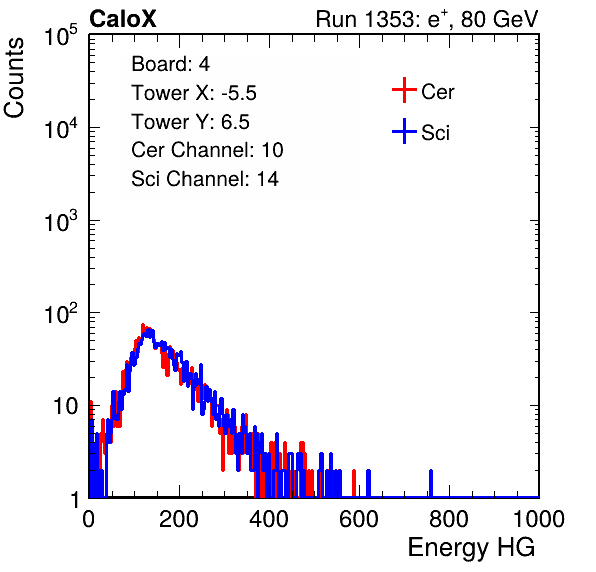 CaloX Run 1353: e⁺, 80 GeV
Counts
Board: 4
Tower X: -5.5
Tower Y: 6.5
Cer Channel: 10
Sci Channel: 14
Cer
Sci
10⁵
10⁴
10³
10²
10
1
0 200 400 600 800 1000
Energy HG